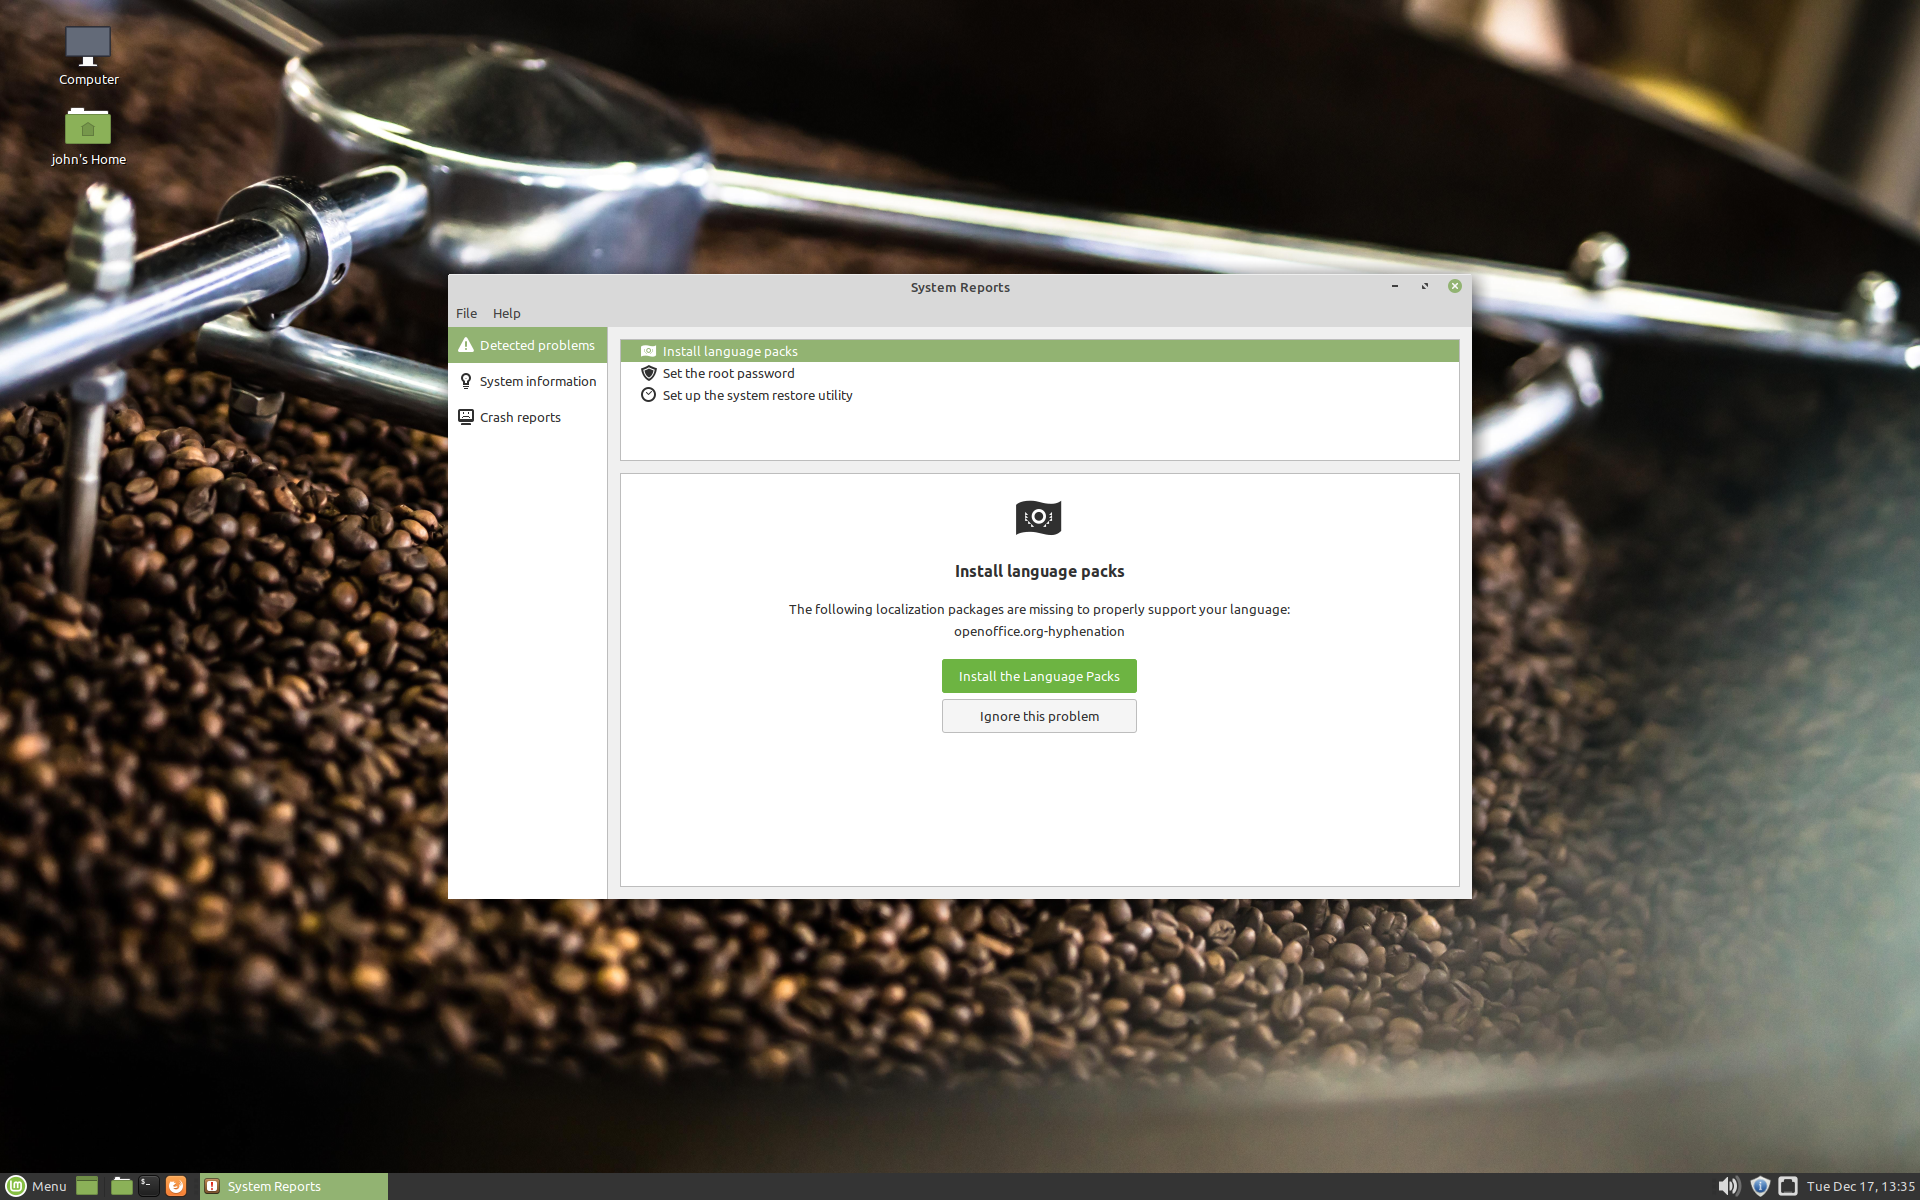 Computer
john's Home
System Reports
File Help
Detected problems
System information
Crash reports
Install language packs
Set the root password
Set up the system restore utility
Install language packs
The following localization packages are missing to properly support your language:
openoffice.org-hyphenation
Install the Language Packs
Ignore this problem
Menu
System Reports
Tue Dec 17, 13:35